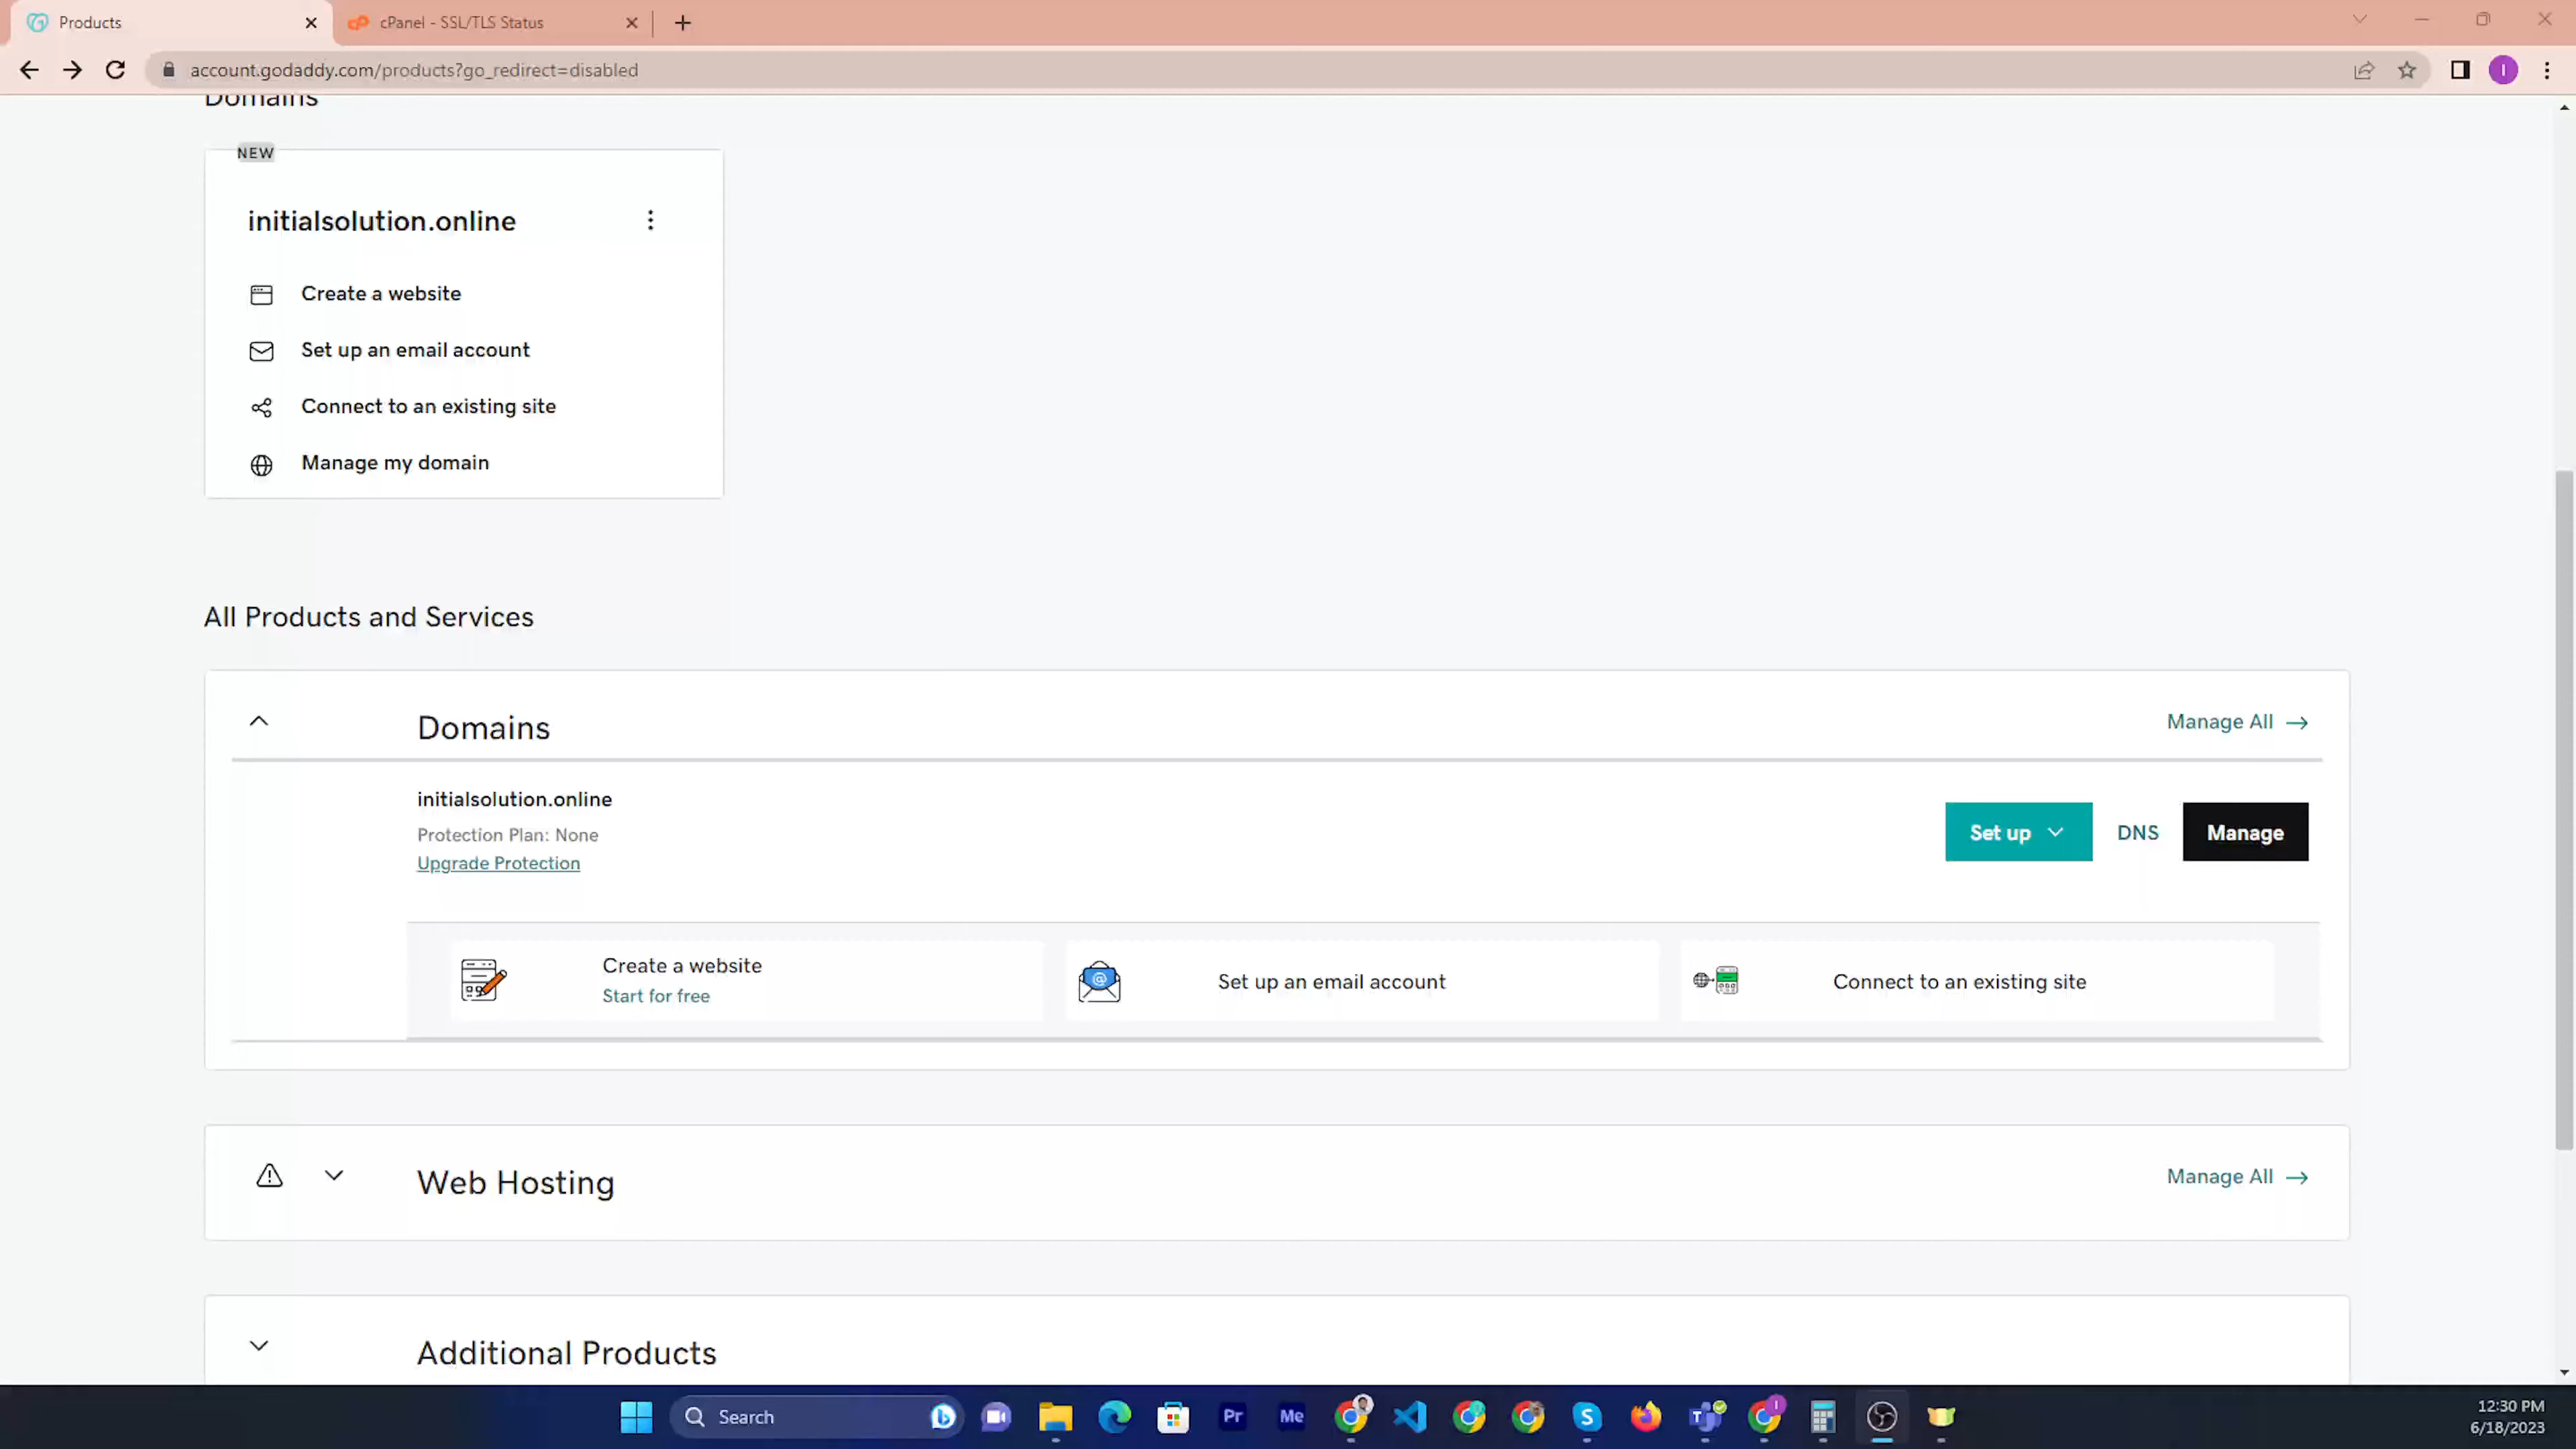 Products
cPanel - SSL/TLS Status
account.godaddy.com/products?go_redirect=disabled
I
Domains
NEW
initialsolution.online
Create a website
Set up an email account
Connect to an existing site
Manage my domain
All Products and Services
Domains
Manage All
initialsolution.online
Protection Plan: None
Upgrade Protection
Set up
DNS
Manage
Create a website
Start for free
Set up an email account
Connect to an existing site
Web Hosting
Manage All
Additional Products
Search
Pr
Me
12:30 PM
6/18/2023